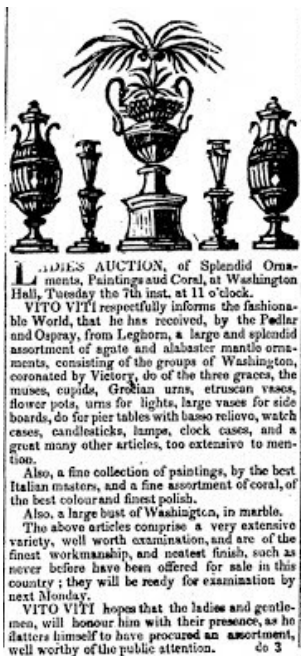 LADIES AUCTION, of Splendid Orna-
ments, Paintings aud Coral, at Washington
Hall, Tuesday the 7th inst. at 11 o'clock.
VITO VITI respectfully informs the fashiona-
ble World, that he has received, by the Pedlar
and Ospray, from Leghorn, a large and splendid
assortment of agate and alabaster mantle orna-
ments, consisting of the groups of Washington,
coronated by Victory, do of the three graces, the
muses, cupids, Grecian urns, etruscan vases,
flower pots, urns for lights, large vases for side
boards, do for pier tables with basso relievo, watch
cases, candlesticks, lamps, clock cases, and a
great many other articles, too extensive to men-
tion.
Also, a fine collection of paintings, by the best
Italian masters, and a fine assortment of coral, of
the best colour and finest polish.
Also, a large bust of Washington, in marble.
The above articles comprise a very extensive
variety, well worth examination, and are of the
finest workmanship, and neatest finish, such as
never before have been offered for sale in this
country ; they will be ready for examination by
next Monday.
VITO VITI hopes that the ladies and gentle-
men, will honour him with their presence, as he
flatters himself to have procured an assortment,
well worthy of the public attention. do 3